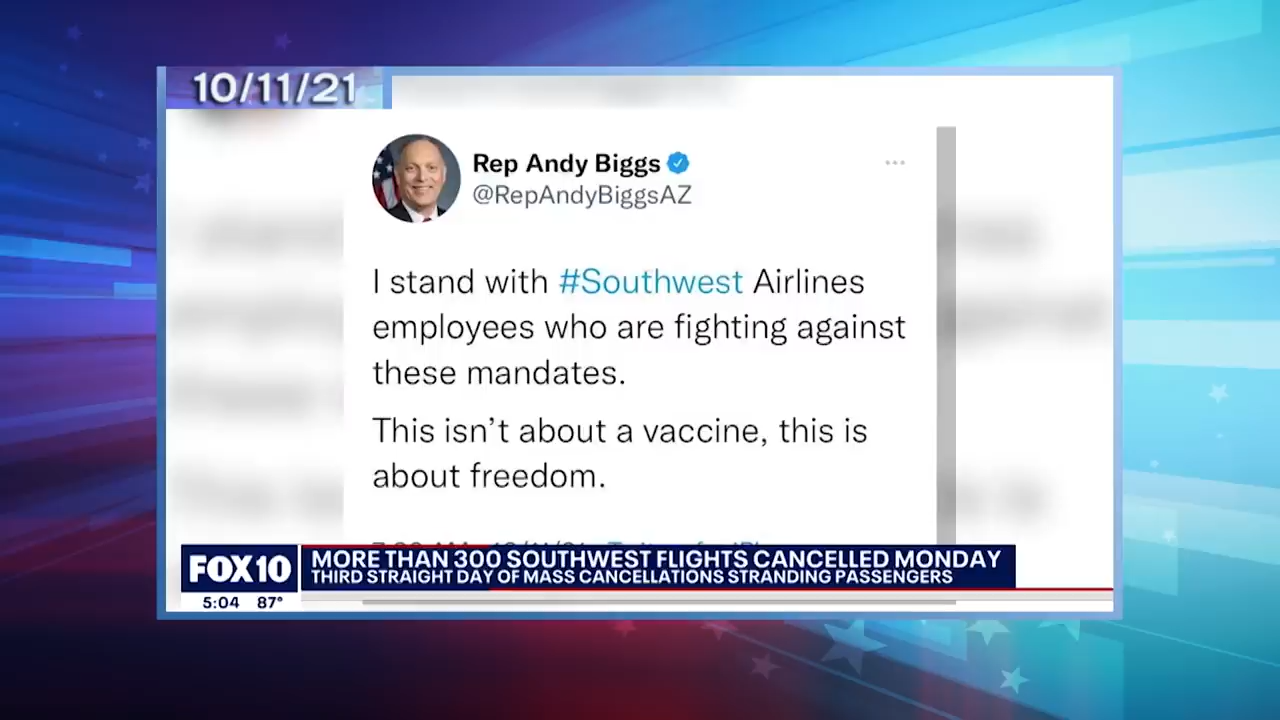 10/11/21
Rep Andy Biggs
@RepAndyBiggsAZ
I stand with #Southwest Airlines
employees who are fighting against
these mandates.
This isn’t about a vaccine, this is
about freedom.
FOX 10
MORE THAN 300 SOUTHWEST FLIGHTS CANCELLED MONDAY
THIRD STRAIGHT DAY OF MASS CANCELLATIONS STRANDING PASSENGERS
5:04 87°